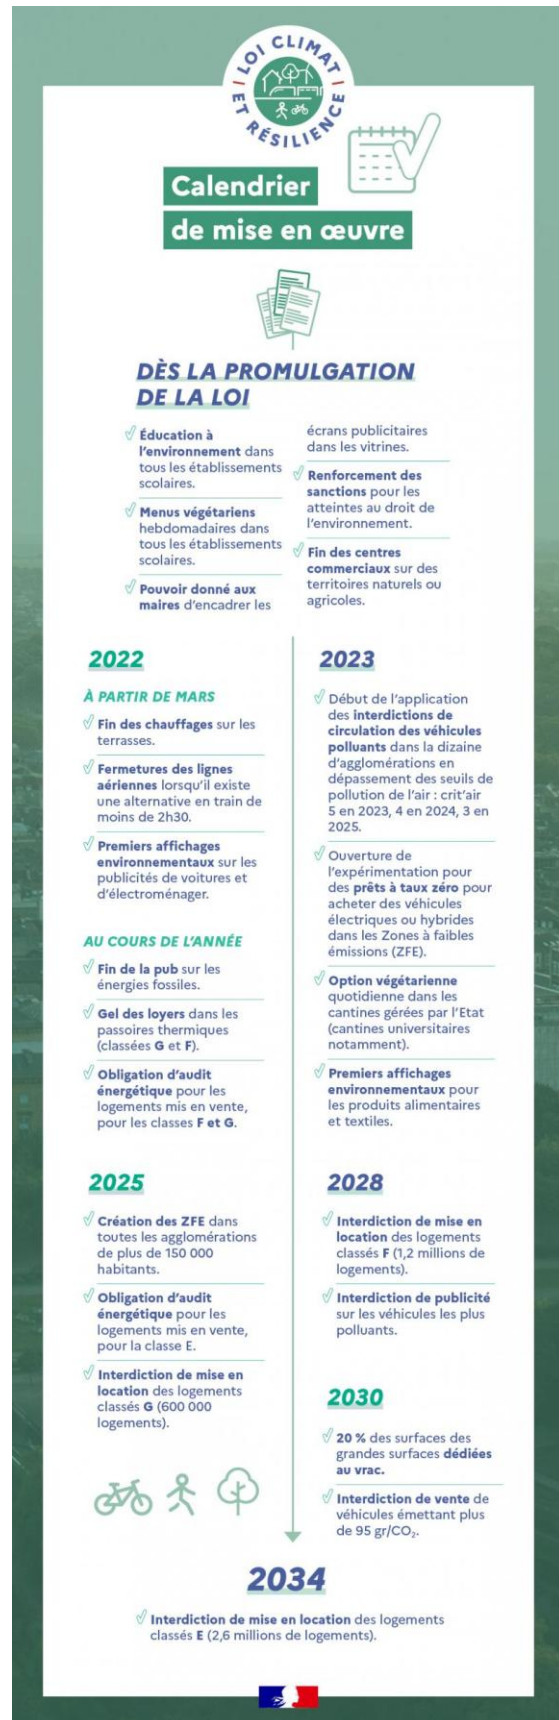 LOI CLIMAT
ET RÉSILIENCE
Calendrier
de mise en œuvre
DÈS LA PROMULGATION
DE LA LOI
Éducation à
l'environnement dans
tous les établissements
scolaires.
Menus végétariens
hebdomadaires dans
tous les établissements
scolaires.
Pouvoir donné aux
maires d'encadrer les
écrans publicitaires
dans les vitrines.
Renforcement des
sanctions pour les
atteintes au droit de
l'environnement.
Fin des centres
commerciaux sur des
territoires naturels ou
agricoles.
2022
À PARTIR DE MARS
Fin des chauffages sur les
terrasses.
Fermetures des lignes
aériennes lorsqu'il existe
une alternative en train de
moins de 2h30.
Premiers affichages
environnementaux sur les
publicités de voitures et
d'électroménager.
AU COURS DE L'ANNÉE
Fin de la pub sur les
énergies fossiles.
Gel des loyers dans les
passoires thermiques
(classées G et F).
Obligation d'audit
énergétique pour les
logements mis en vente,
pour les classes F et G.
2023
Début de l'application
des interdictions de
circulation des véhicules
polluants dans la dizaine
d'agglomérations en
dépassement des seuils de
pollution de l'air : crit'air
5 en 2023, 4 en 2024, 3 en
2025.
Ouverture de
l'expérimentation pour
des prêts à taux zéro pour
acheter des véhicules
électriques ou hybrides
dans les Zones à faibles
émissions (ZFE).
Option végétarienne
quotidienne dans les
cantines gérées par l'Etat
(cantines universitaires
notamment).
Premiers affichages
environnementaux pour
les produits alimentaires
et textiles.
2025
Création des ZFE dans
toutes les agglomérations
de plus de 150 000
habitants.
Obligation d'audit
énergétique pour les
logements mis en vente,
pour la classe E.
Interdiction de mise en
location des logements
classés G (600 000
logements).
2028
Interdiction de mise en
location des logements
classés F (1,2 millions de
logements).
Interdiction de publicité
sur les véhicules les plus
polluants.
2030
20 % des surfaces des
grandes surfaces dédiées
au vrac.
Interdiction de vente de
véhicules émettant plus
de 95 gr/CO₂.
2034
Interdiction de mise en location des logements
classés E (2,6 millions de logements).